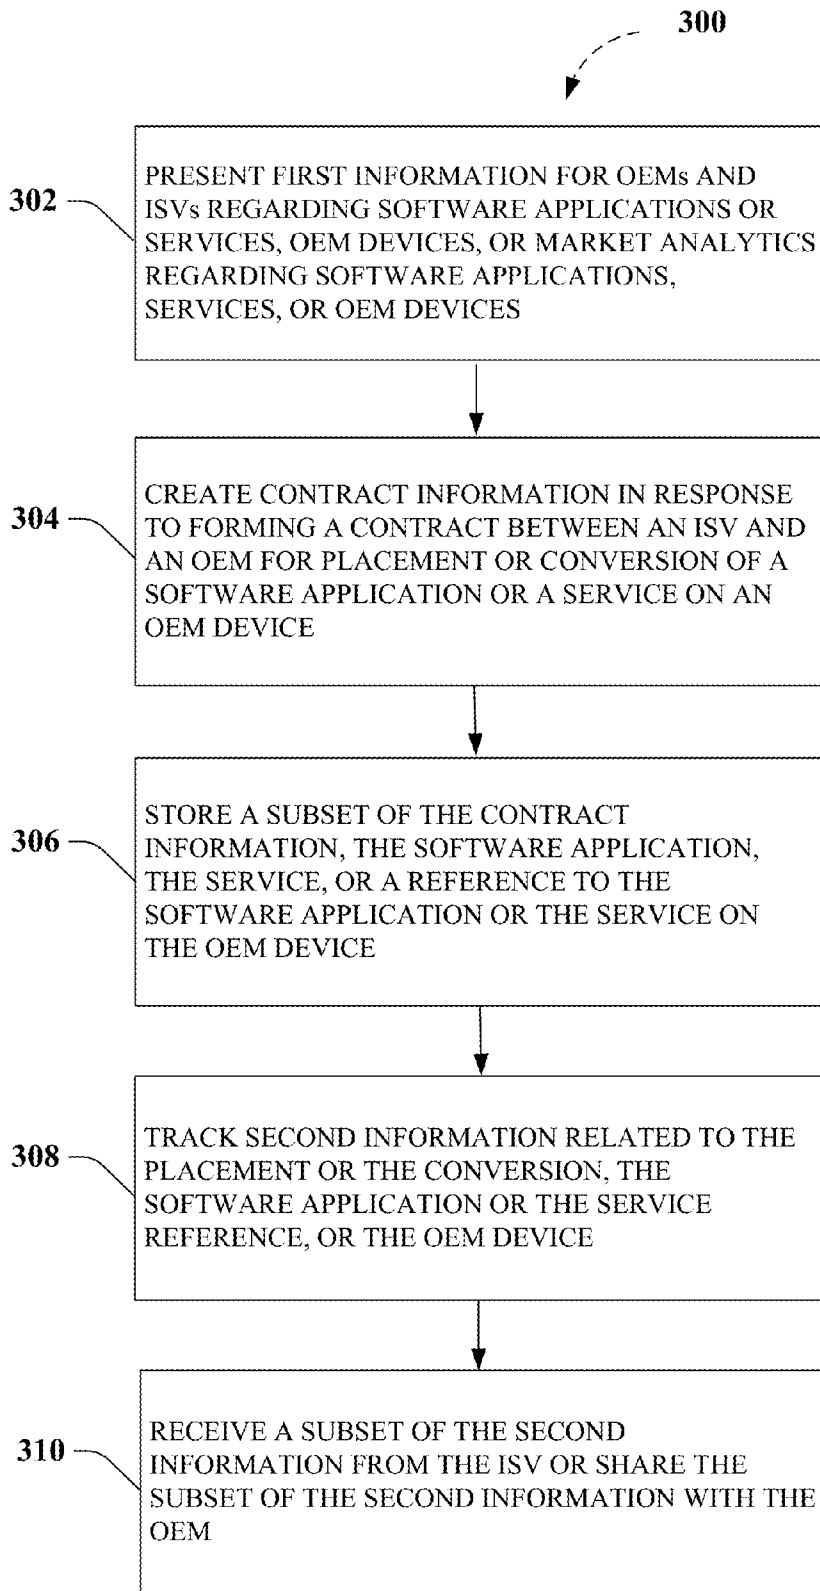 300
302
PRESENT FIRST INFORMATION FOR OEMs AND
ISVs REGARDING SOFTWARE APPLICATIONS OR
SERVICES, OEM DEVICES, OR MARKET ANALYTICS
REGARDING SOFTWARE APPLICATIONS,
SERVICES, OR OEM DEVICES
304
CREATE CONTRACT INFORMATION IN RESPONSE
TO FORMING A CONTRACT BETWEEN AN ISV AND
AN OEM FOR PLACEMENT OR CONVERSION OF A
SOFTWARE APPLICATION OR A SERVICE ON AN
OEM DEVICE
306
STORE A SUBSET OF THE CONTRACT
INFORMATION, THE SOFTWARE APPLICATION,
THE SERVICE, OR A REFERENCE TO THE
SOFTWARE APPLICATION OR THE SERVICE ON
THE OEM DEVICE
308
TRACK SECOND INFORMATION RELATED TO THE
PLACEMENT OR THE CONVERSION, THE
SOFTWARE APPLICATION OR THE SERVICE
REFERENCE, OR THE OEM DEVICE
310
RECEIVE A SUBSET OF THE SECOND
INFORMATION FROM THE ISV OR SHARE THE
SUBSET OF THE SECOND INFORMATION WITH THE
OEM